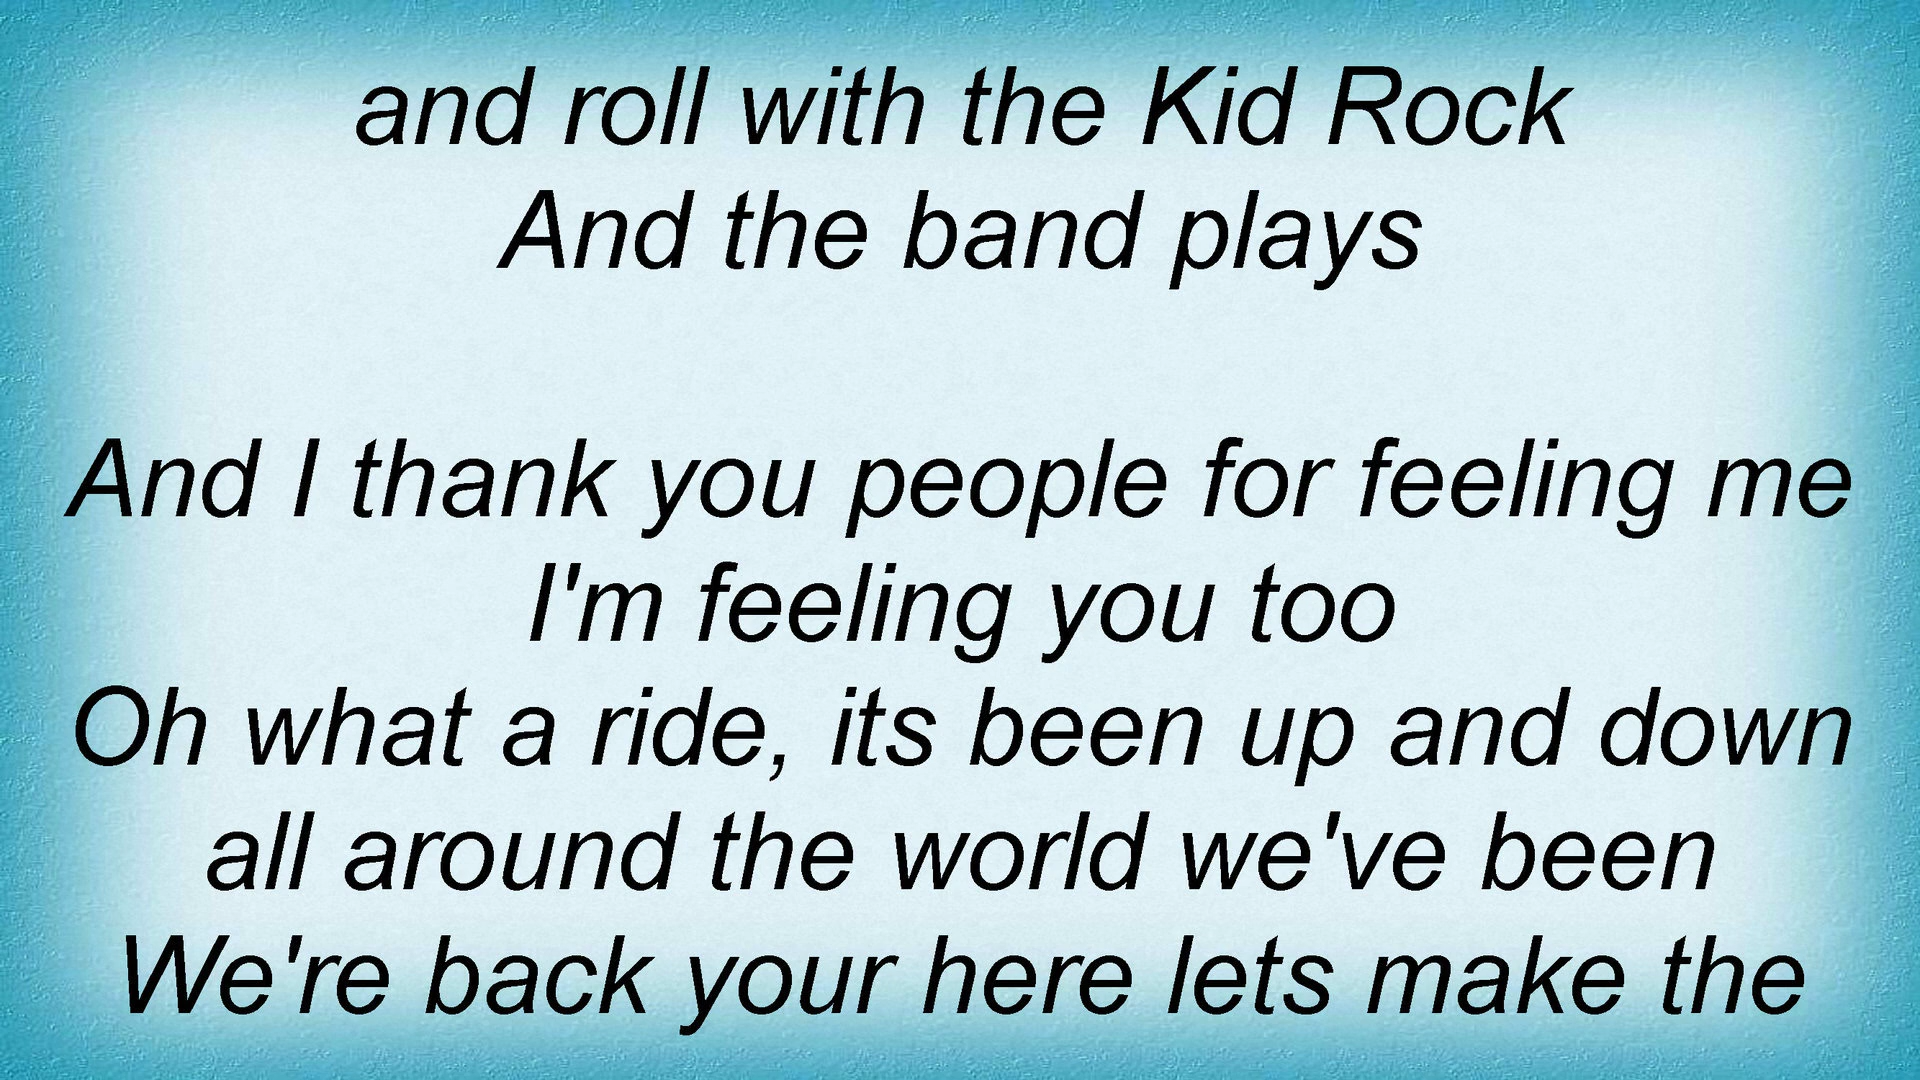 and roll with the Kid Rock
And the band plays
And I thank you people for feeling me
I'm feeling you too
Oh what a ride, its been up and down
all around the world we've been
We're back your here lets make the